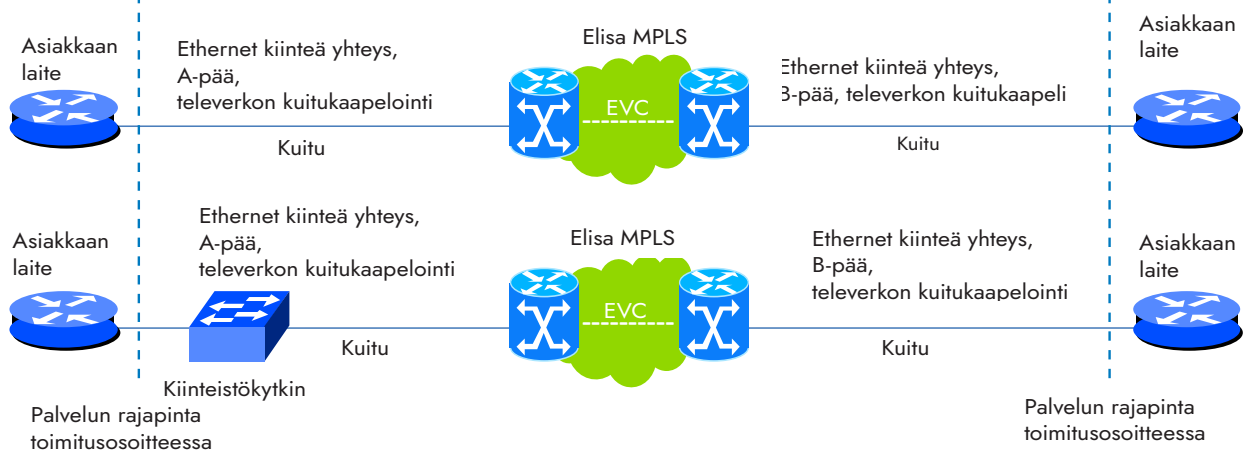 Asiakkaan
laite
Ethernet kiinteä yhteys,
A-pää,
televerkon kuitukaapelointi
Kuitu
Elisa MPLS
EVC
Ethernet kiinteä yhteys,
B-pää, televerkon kuitukaapeli
Kuitu
Asiakkaan
laite
Asiakkaan
laite
Ethernet kiinteä yhteys,
A-pää,
televerkon kuitukaapelointi
Kiinteistökytkin
Kuitu
Elisa MPLS
EVC
Ethernet kiinteä yhteys,
B-pää,
televerkon kuitukaapelointi
Kuitu
Asiakkaan
laite
Palvelun rajapinta
toimitusosoitteessa
Palvelun rajapinta
toimitusosoitteessa